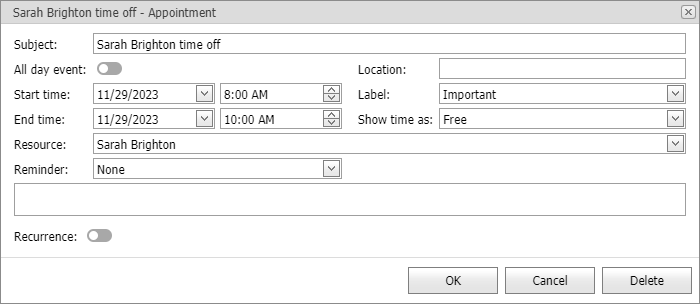 Sarah Brighton time off - Appointment
Subject: Sarah Brighton time off
All day event: Location:
Start time: 11/29/2023 8:00 AM Label: Important
End time: 11/29/2023 10:00 AM Show time as: Free
Resource: Sarah Brighton
Reminder: None
Recurrence:
OK Cancel Delete